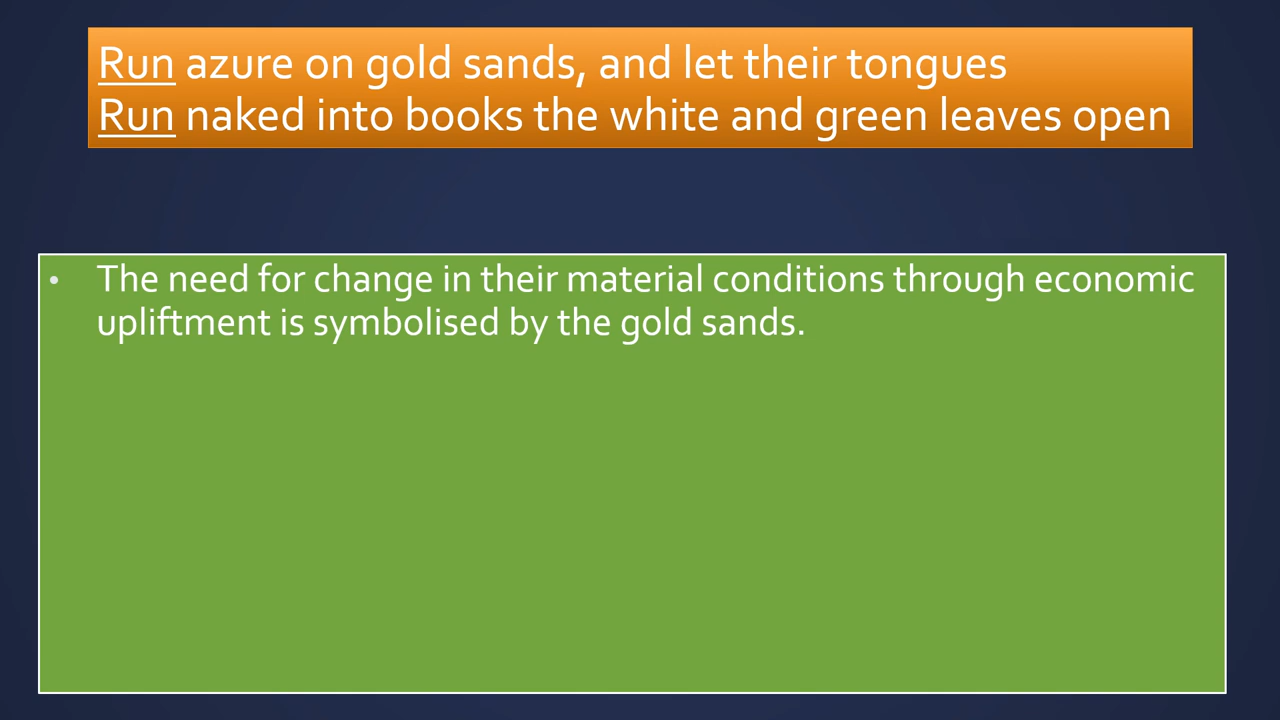 Run azure on gold sands, and let their tongues
Run naked into books the white and green leaves open
• The need for change in their material conditions through economic
upliftment is symbolised by the gold sands.